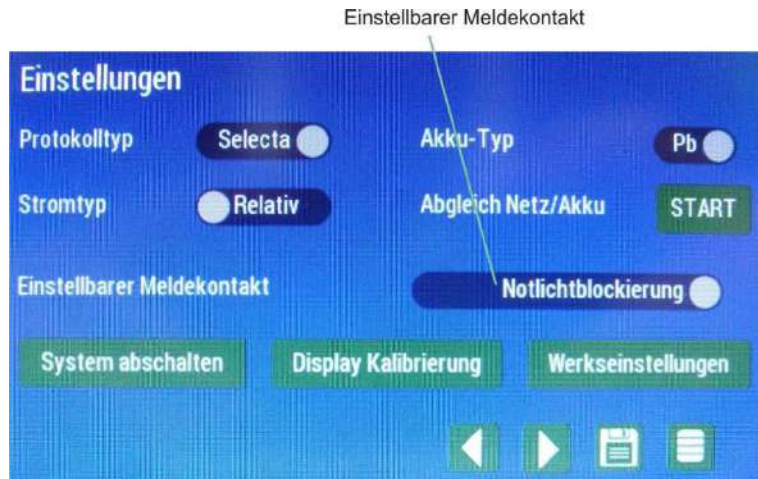 Einstellbarer Meldekontakt
Einstellungen
Protokolltyp Selecta Akku-Typ Pb
Stromtyp Relativ Abgleich Netz/Akku START
Einstellbarer Meldekontakt Notlichtblockierung
System abschalten Display Kalibrierung Werkseinstellungen